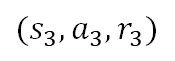 (s₃, a₃, r₃)